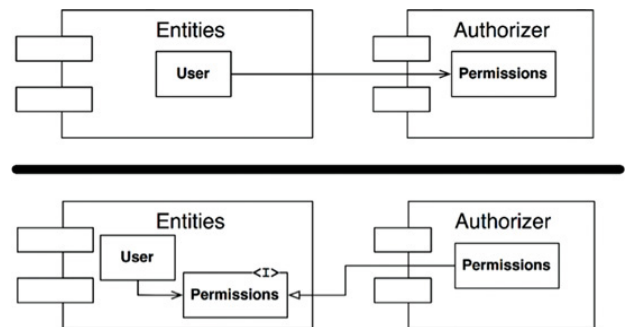 Entities
Authorizer
User
Permissions
Entities
Authorizer
User
<I>
Permissions
Permissions